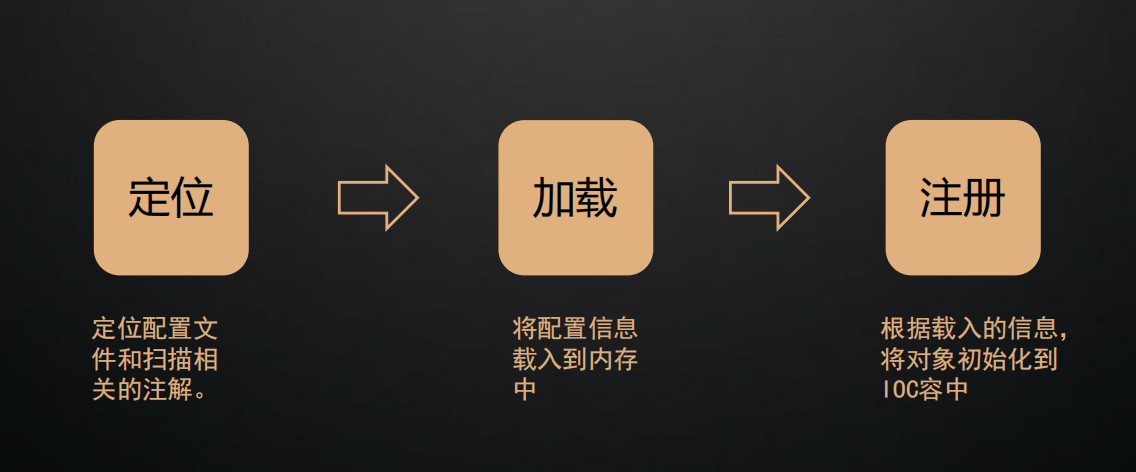 定位
加载
注册
定位配置文
件和扫描相
关的注解。
将配置信息
载入到内存
中
根据载入的信息，
将对象初始化到
IOC容中